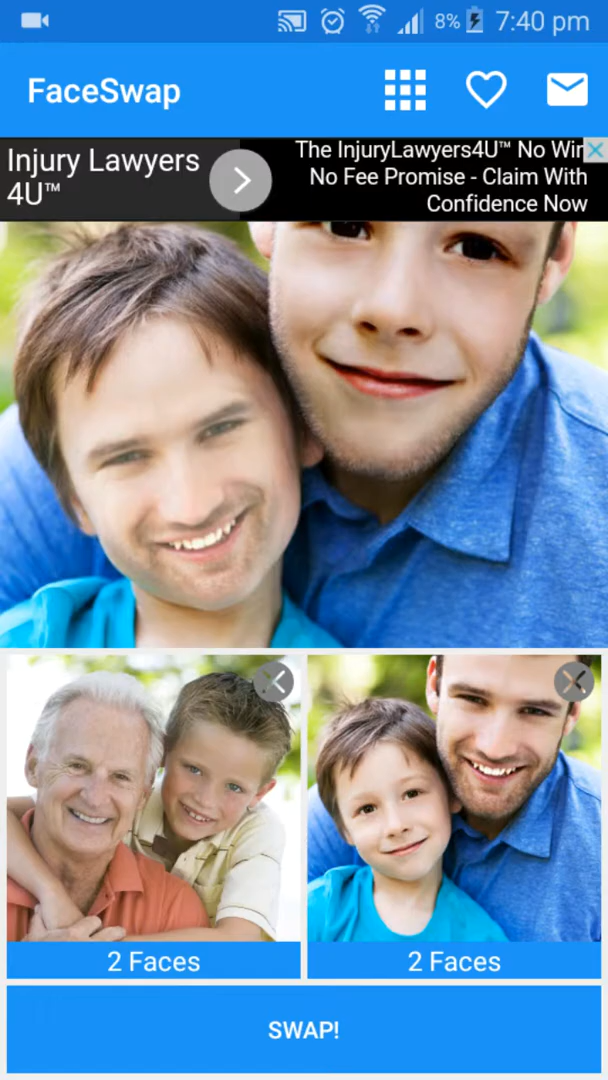 8% 7:40 pm
FaceSwap
Injury Lawyers
4U™
The InjuryLawyers4U™ No Win
No Fee Promise - Claim With
Confidence Now
2 Faces
2 Faces
SWAP!